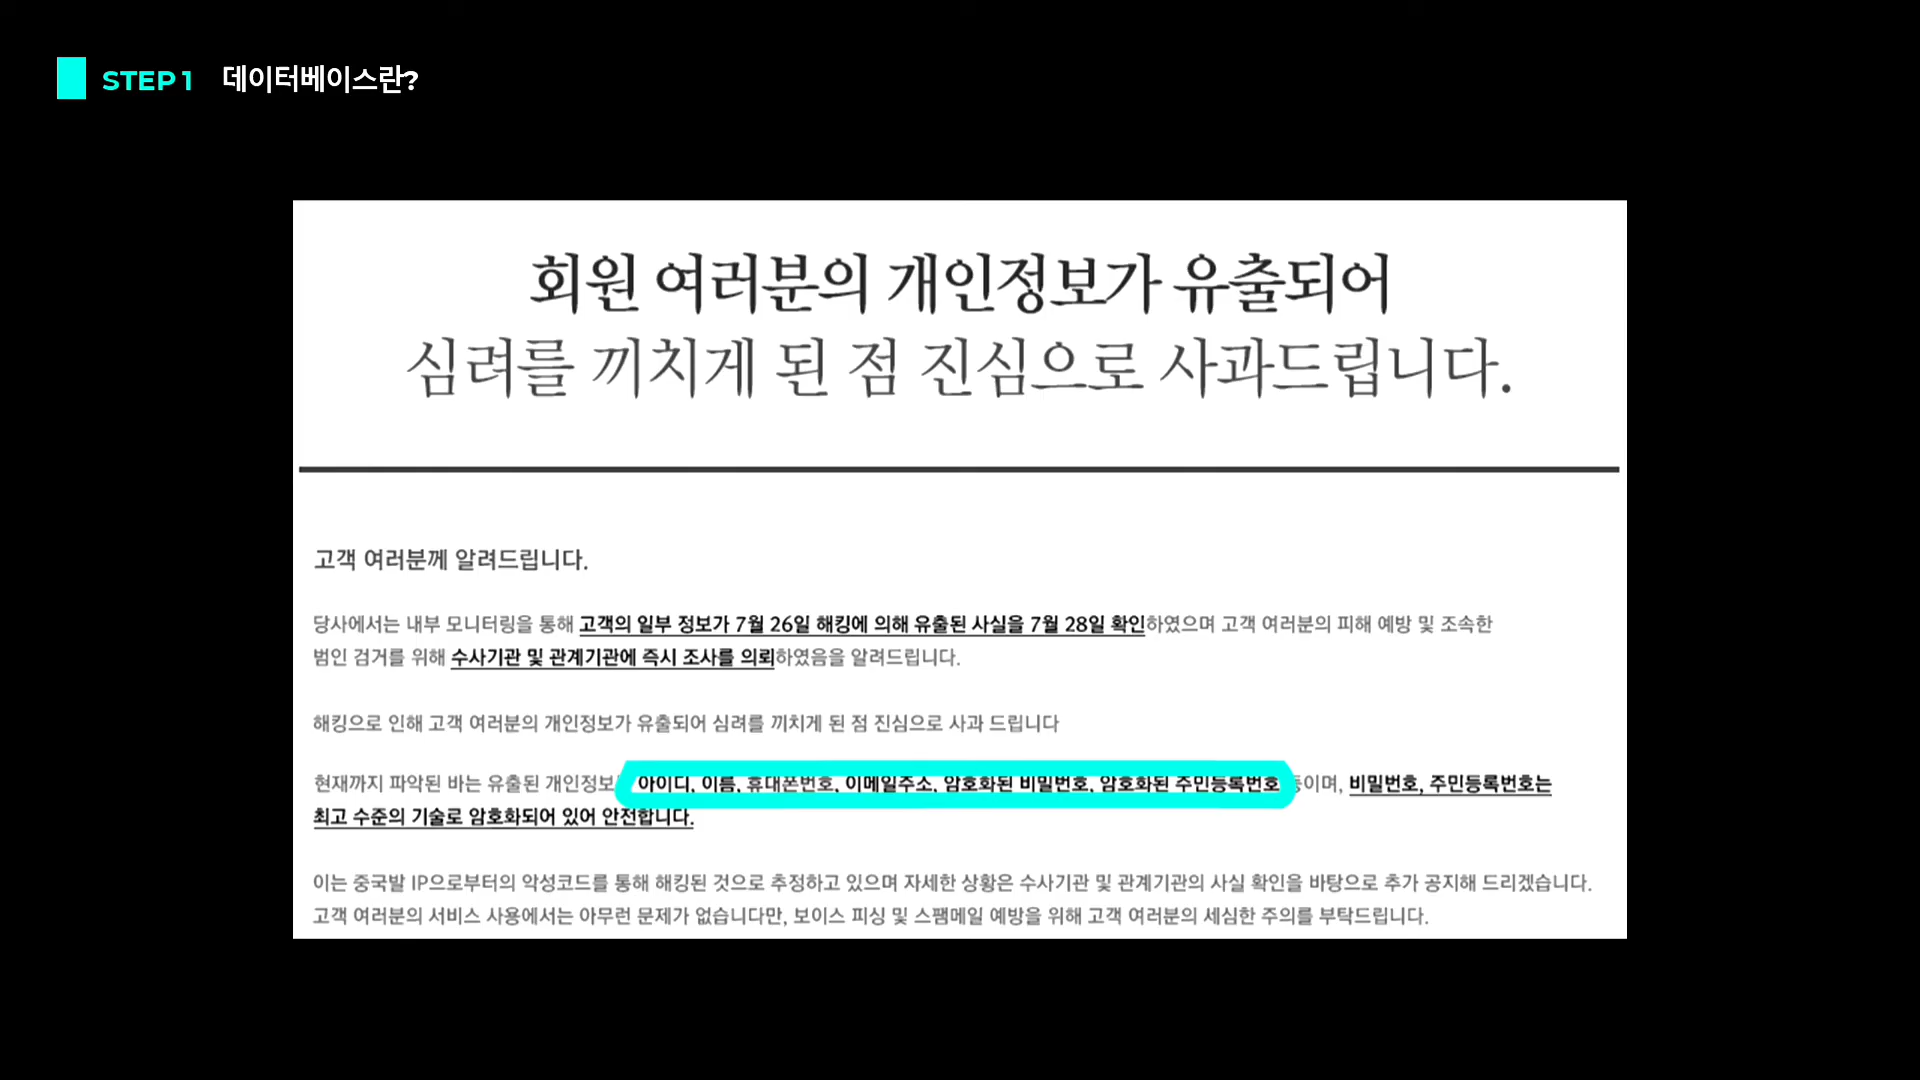 STEP 1 데이터베이스란?
회원 여러분의 개인정보가 유출되어
심려를 끼치게 된 점 진심으로 사과드립니다.
고객 여러분께 알려드립니다.
당사에서는 내부 모니터링을 통해 고객의 일부 정보가 7월 26일 해킹에 의해 유출된 사실을 7월 28일 확인하였으며 고객 여러분의 피해 예방 및 조속한
범인 검거를 위해 수사기관 및 관계기관에 즉시 조사를 의뢰하였음을 알려드립니다.
해킹으로 인해 고객 여러분의 개인정보가 유출되어 심려를 끼치게 된 점 진심으로 사과 드립니다
현재까지 파악된 바는 유출된 개인정보 아이디, 이름, 휴대폰번호, 이메일주소, 암호화된 비밀번호, 암호화된 주민등록번호 등이며, 비밀번호, 주민등록번호는
최고 수준의 기술로 암호화되어 있어 안전합니다.
이는 중국발 IP으로부터의 악성코드를 통해 해킹된 것으로 추정하고 있으며 자세한 상황은 수사기관 및 관계기관의 사실 확인을 바탕으로 추가 공지해 드리겠습니다.
고객 여러분의 서비스 사용에서는 아무런 문제가 없습니다만, 보이스 피싱 및 스팸메일 예방을 위해 고객 여러분의 세심한 주의를 부탁드립니다.